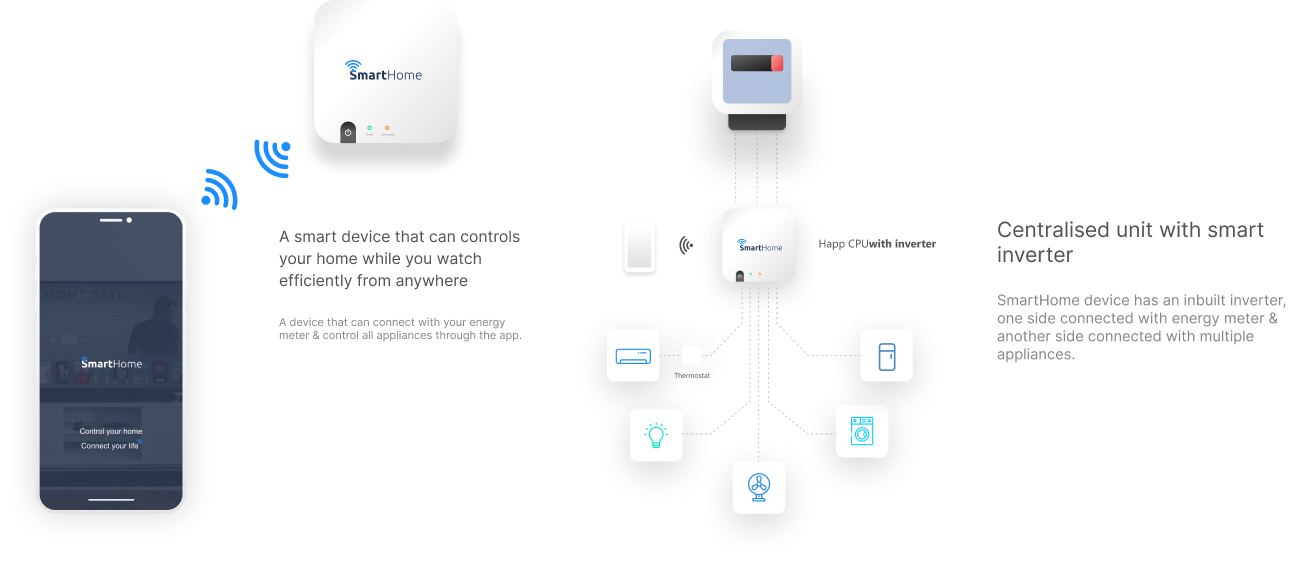 SmartHome
A smart device that can controls
your home while you watch
efficiently from anywhere
A device that can connect with your energy
meter & control all appliances through the app.
GONE GIRL
SmartHome
Control your home
Connect your life
SmartHome
Happ CPUwith inverter
Thermostat
Centralised unit with smart
inverter
SmartHome device has an inbuilt inverter,
one side connected with energy meter &
another side connected with multiple
appliances.